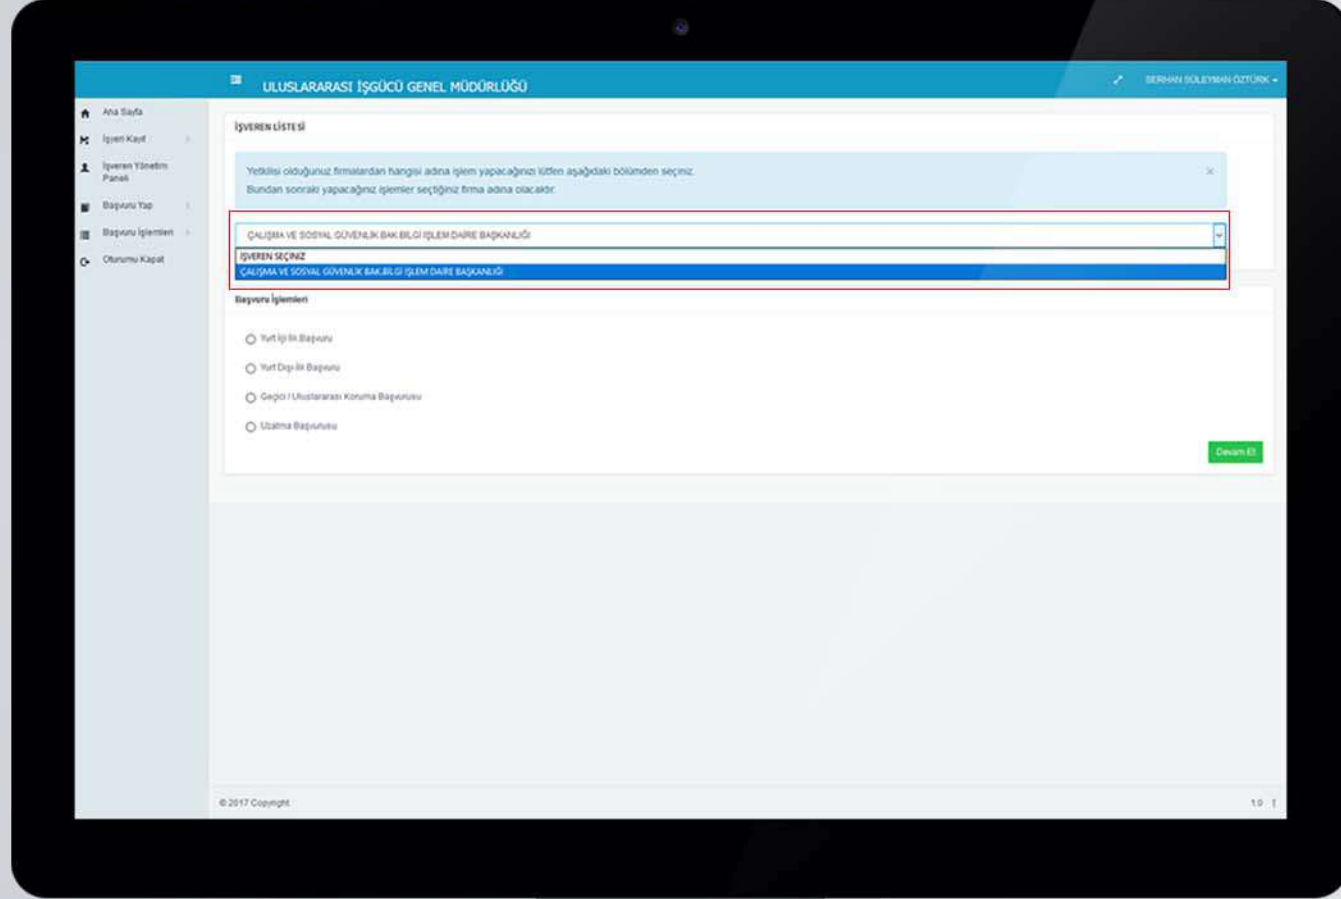 ULUSLARARASI İŞGÜCÜ GENEL MÜDÜRLÜĞÜ
SERHAN SÜLEYMAN ÖZTÜRK
Ana Sayfa
İşyeri Kayıt
İşveren Yönetim
Paneli
Başvuru Yap
Başvuru İşlemleri
Oturumu Kapat
İŞVEREN LİSTESİ
Yetkilisi olduğunuz firmalardan hangisi adına işlem yapacağınızı lütfen aşağıdaki bölümden seçiniz.
Bundan sonraki yapacağınız işlemler seçtiğiniz firma adına olacaktır.
×
ÇALIŞMA VE SOSYAL GÜVENLİK BAK.BİLGİ İŞLEM DAİRE BAŞKANLIĞI
İŞVEREN SEÇİNİZ
ÇALIŞMA VE SOSYAL GÜVENLİK BAK.BİLGİ İŞLEM DAİRE BAŞKANLIĞI
Başvuru İşlemleri
Yurt İçi İlk Başvuru
Yurt Dışı İlk Başvuru
Geçici / Uluslararası Koruma Başvurusu
Uzatma Başvurusu
Devam Et
© 2017 Copyright
1.0